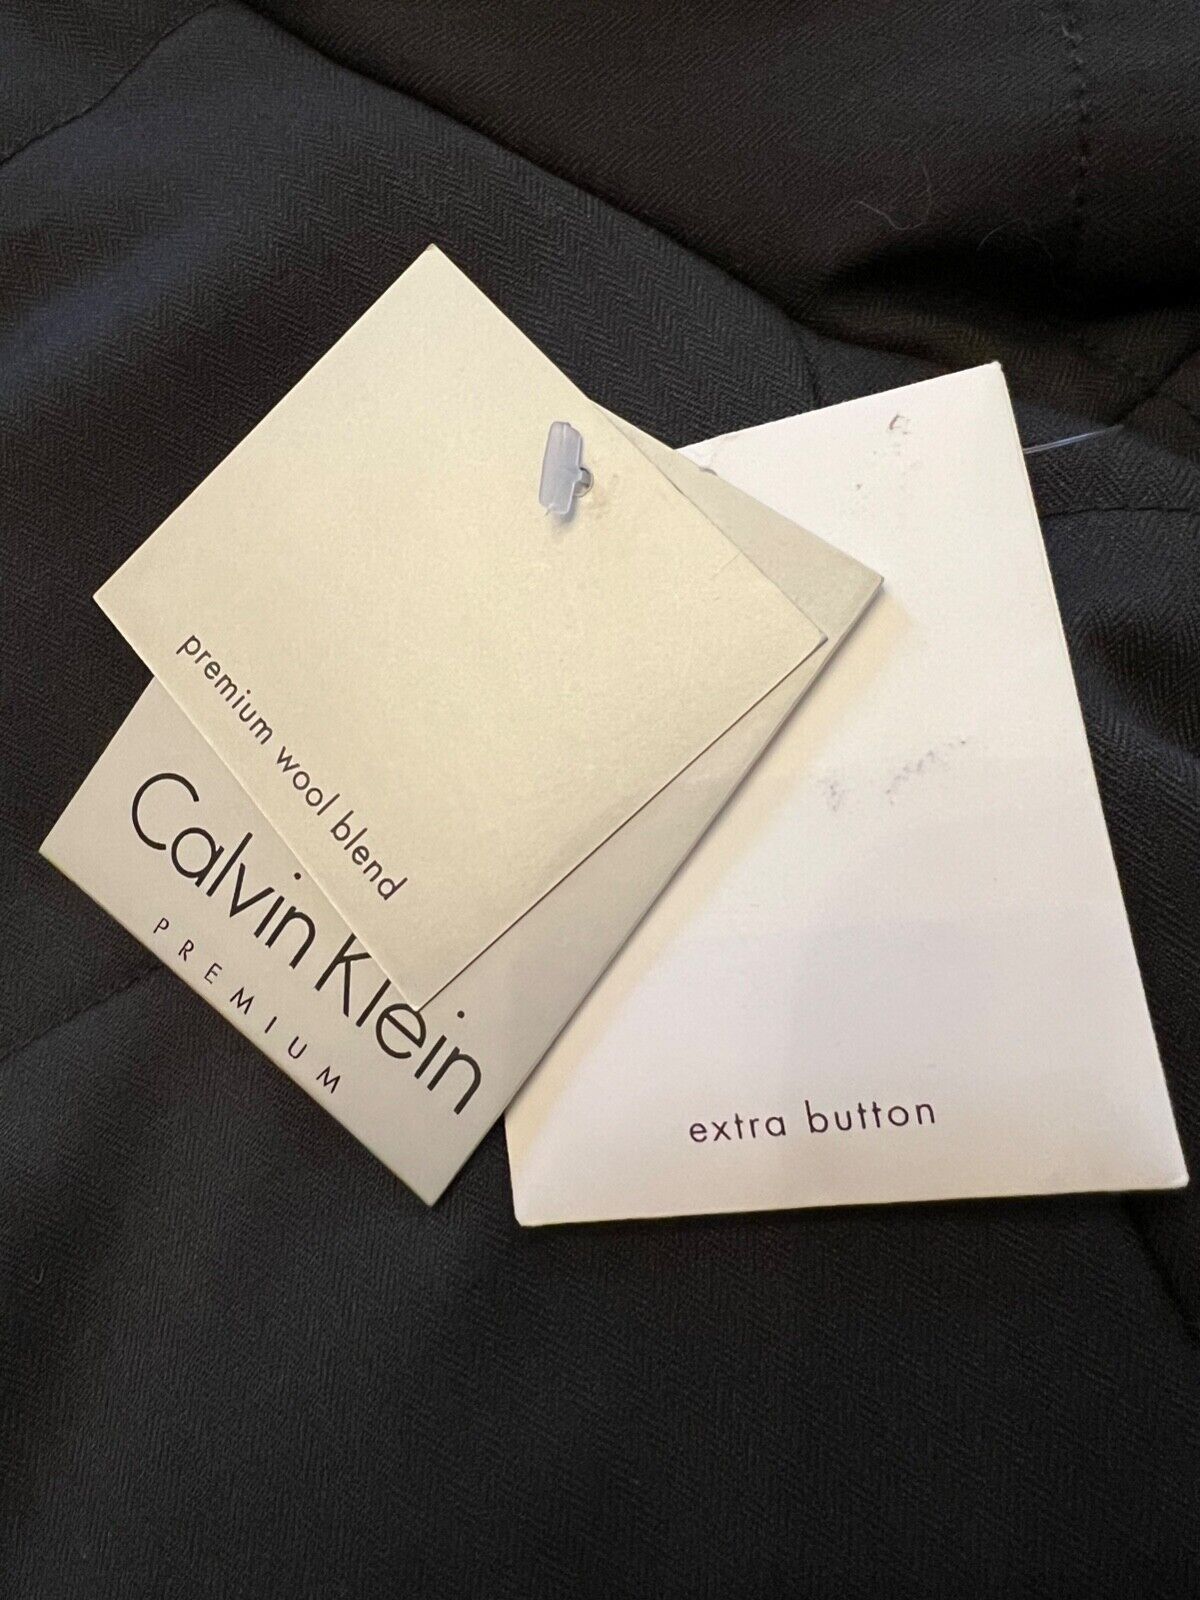 premium wool blend
Calvin Klein
PREMIUM
extra button